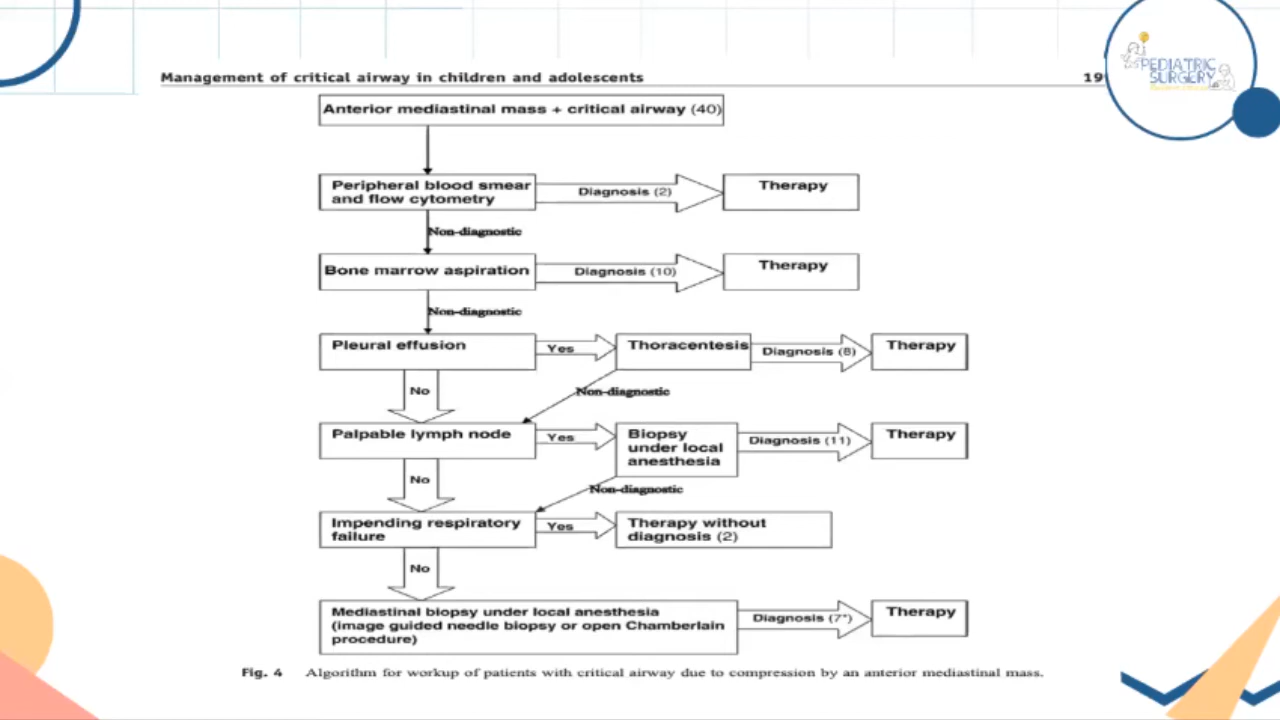 Management of critical airway in children and adolescents
19
PEDIATRIC
SURGERY
Anterior mediastinal mass + critical airway (40)
Peripheral blood smear
and flow cytometry
Diagnosis (2)
Therapy
Non-diagnostic
Bone marrow aspiration
Diagnosis (10)
Therapy
Non-diagnostic
Pleural effusion
Yes
Thoracentesis
Diagnosis (8)
Therapy
No
Non-diagnostic
Palpable lymph node
Yes
Biopsy
under local
anesthesia
Diagnosis (11)
Therapy
No
Non-diagnostic
Impending respiratory
failure
Yes
Therapy without
diagnosis (2)
No
Mediastinal biopsy under local anesthesia
(image guided needle biopsy or open Chamberlain
procedure)
Diagnosis (7*)
Therapy
Fig. 4 Algorithm for workup of patients with critical airway due to compression by an anterior mediastinal mass.